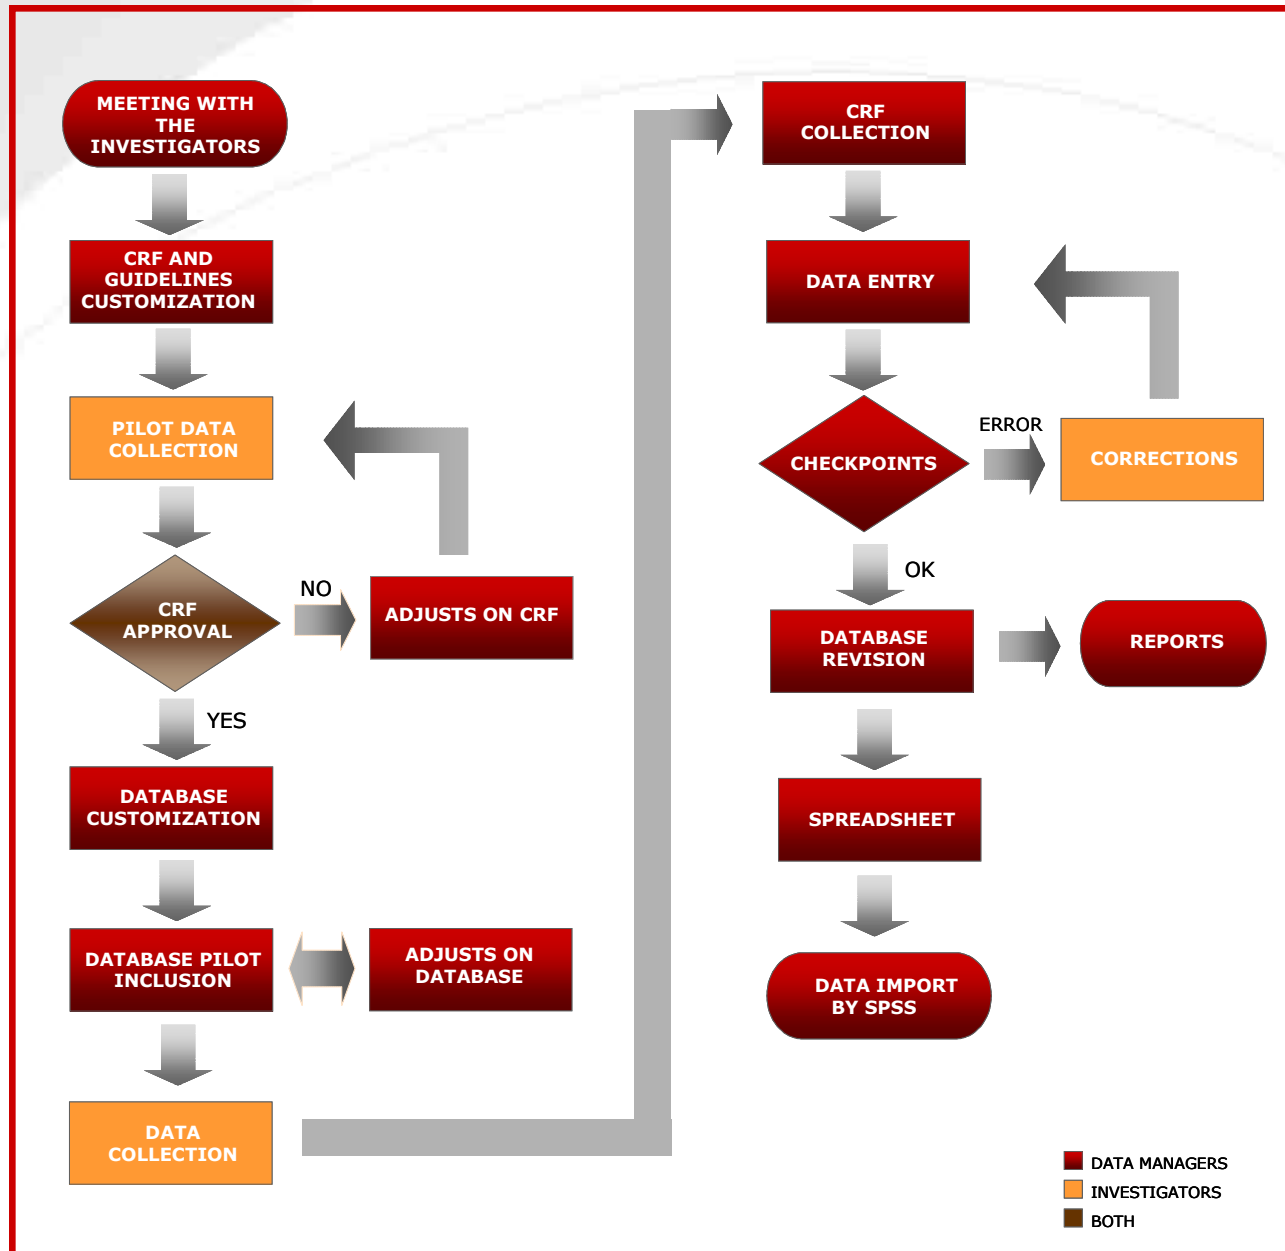 MEETING WITH
THE
INVESTIGATORS
CRF AND
GUIDELINES
CUSTOMIZATION
PILOT DATA
COLLECTION
CRF
APPROVAL
NO
ADJUSTS ON CRF
YES
DATABASE
CUSTOMIZATION
DATABASE PILOT
INCLUSION
ADJUSTS ON
DATABASE
DATA
COLLECTION
CRF
COLLECTION
DATA ENTRY
CHECKPOINTS
ERROR
CORRECTIONS
OK
DATABASE
REVISION
REPORTS
SPREADSHEET
DATA IMPORT
BY SPSS
DATA MANAGERS
INVESTIGATORS
BOTH